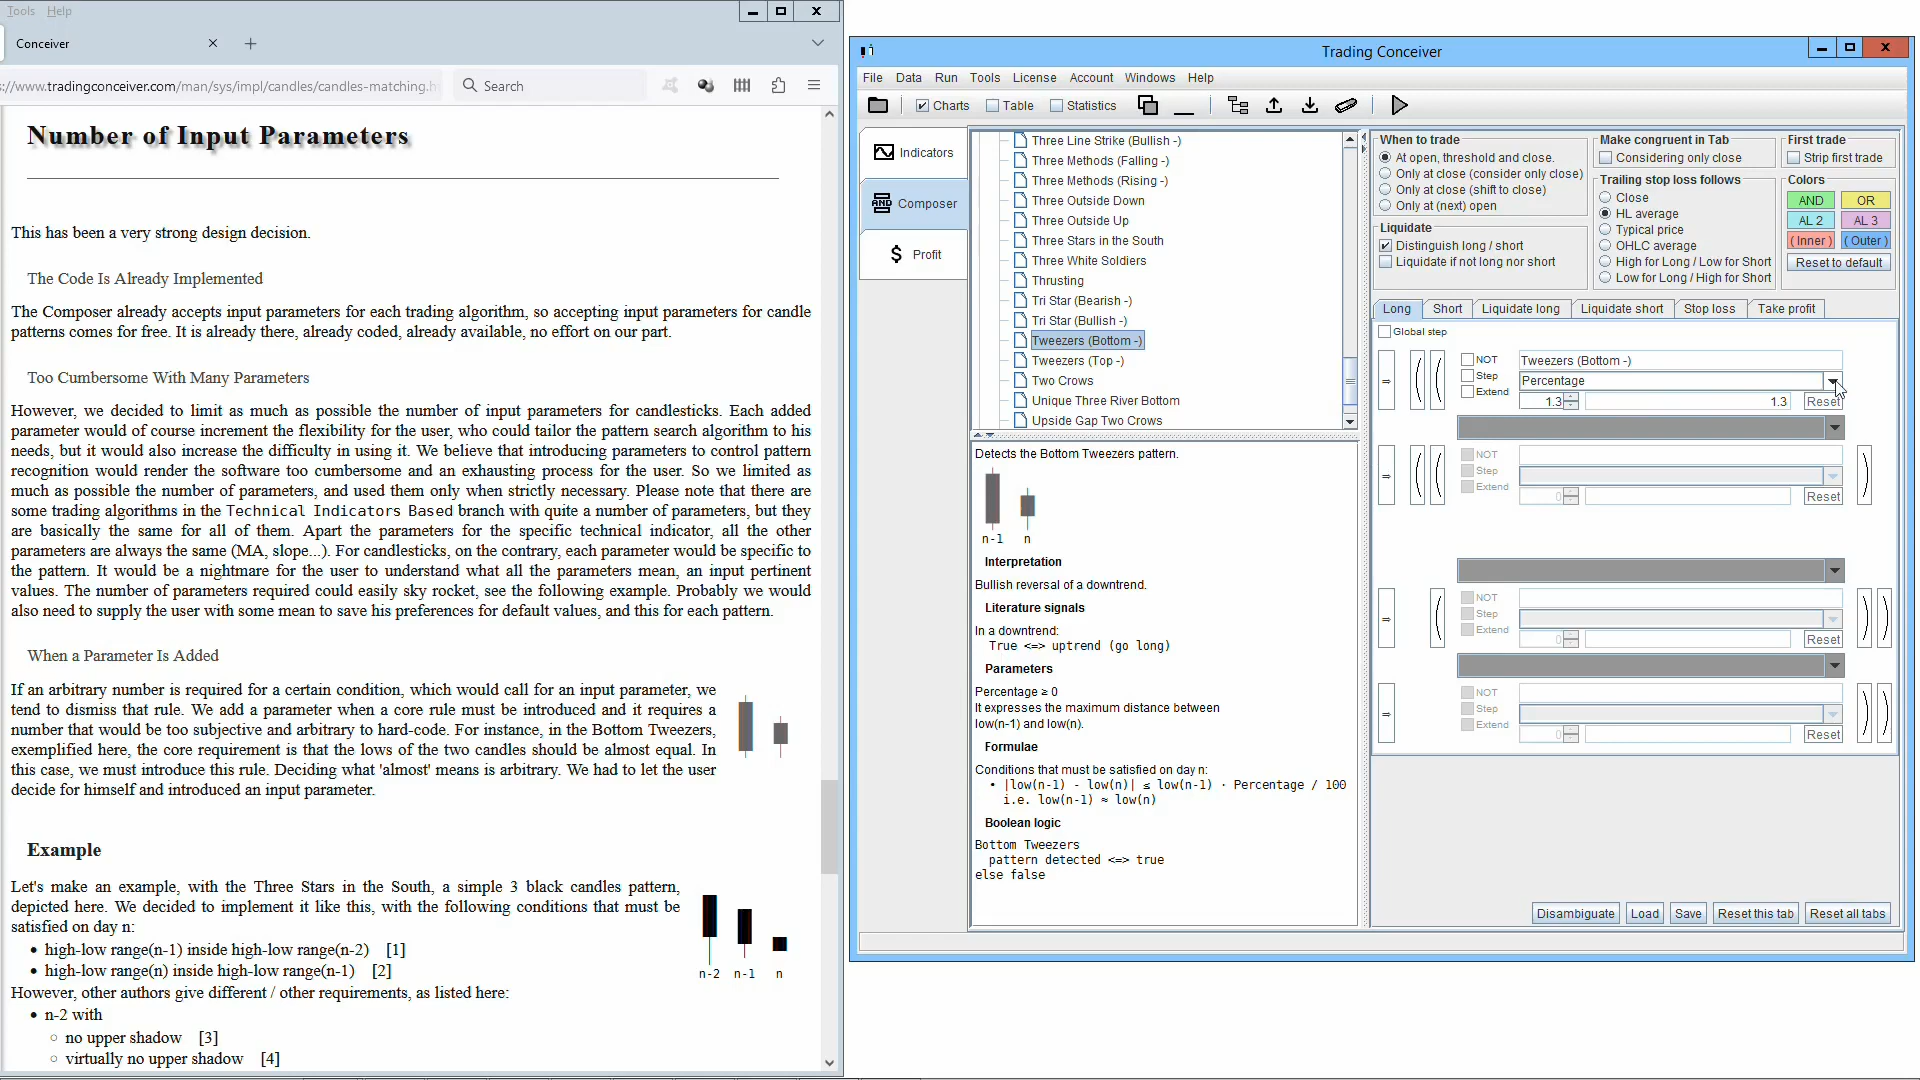 Tools Help
Conceiver
://www.tradingconceiver.com/man/sys/impl/candles/candles-matching.h
Search
Number of Input Parameters
This has been a very strong design decision.
The Code Is Already Implemented
The Composer already accepts input parameters for each trading algorithm, so accepting input parameters for candle
patterns comes for free. It is already there, already coded, already available, no effort on our part.
Too Cumbersome With Many Parameters
However, we decided to limit as much as possible the number of input parameters for candlesticks. Each added
parameter would of course increment the flexibility for the user, who could tailor the pattern search algorithm to his
needs, but it would also increase the difficulty in using it. We believe that introducing parameters to control pattern
recognition would render the software too cumbersome and an exhausting process for the user. So we limited as
much as possible the number of parameters, and used them only when strictly necessary. Please note that there are
some trading algorithms in the Technical Indicators Based branch with quite a number of parameters, but they
are basically the same for all of them. Apart the parameters for the specific technical indicator, all the other
parameters are always the same (MA, slope...). For candlesticks, on the contrary, each parameter would be specific to
the pattern. It would be a nightmare for the user to understand what all the parameters mean, an input pertinent
values. The number of parameters required could easily sky rocket, see the following example. Probably we would
also need to supply the user with some mean to save his preferences for default values, and this for each pattern.
When a Parameter Is Added
If an arbitrary number is required for a certain condition, which would call for an input parameter, we
tend to dismiss that rule. We add a parameter when a core rule must be introduced and it requires a
number that would be too subjective and arbitrary to hard-code. For instance, in the Bottom Tweezers,
exemplified here, the core requirement is that the lows of the two candles should be almost equal. In
this case, we must introduce this rule. Deciding what 'almost' means is arbitrary. We had to let the user
decide for himself and introduced an input parameter.
Example
Let's make an example, with the Three Stars in the South, a simple 3 black candles pattern,
depicted here. We decided to implement it like this, with the following conditions that must be
satisfied on day n:
• high-low range(n-1) inside high-low range(n-2) [1]
• high-low range(n) inside high-low range(n-1) [2]
n-2 n-1 n
However, other authors give different / other requirements, as listed here:
• n-2 with
○ no upper shadow [3]
○ virtually no upper shadow [4]
Trading Conceiver
File Data Run Tools License Account Windows Help
Charts Table Statistics
Indicators
Composer
Profit
Three Line Strike (Bullish -)
Three Methods (Falling -)
Three Methods (Rising -)
Three Outside Down
Three Outside Up
Three Stars in the South
Three White Soldiers
Thrusting
Tri Star (Bearish -)
Tri Star (Bullish -)
Tweezers (Bottom -)
Tweezers (Top -)
Two Crows
Unique Three River Bottom
Upside Gap Two Crows
Detects the Bottom Tweezers pattern.
n-1 n
Interpretation
Bullish reversal of a downtrend.
Literature signals
In a downtrend:
True <=> uptrend (go long)
Parameters
Percentage ≥ 0
It expresses the maximum distance between
low(n-1) and low(n).
Formulae
Conditions that must be satisfied on day n:
• |low(n-1) - low(n)| ≤ low(n-1) · Percentage / 100
i.e. low(n-1) ≈ low(n)
Boolean logic
Bottom Tweezers
pattern detected <=> true
else false
When to trade
At open, threshold and close.
Only at close (consider only close)
Only at close (shift to close)
Only at (next) open
Liquidate
Distinguish long / short
Liquidate if not long nor short
Make congruent in Tab
Considering only close
Trailing stop loss follows
Close
HL average
Typical price
OHLC average
High for Long / Low for Short
Low for Long / High for Short
First trade
Strip first trade
Colors
AND OR
AL 2 AL 3
( Inner ) ( Outer )
Reset to default
Long Short Liquidate long Liquidate short Stop loss Take profit
Global step
NOT Tweezers (Bottom -)
Step Percentage
Extend 1.3 1.3 Reset
AND
NOT
Step
Extend 0 Reset
NOT
Step
Extend 0 Reset
NOT
Step
Extend 0 Reset
Disambiguate Load Save Reset this tab Reset all tabs